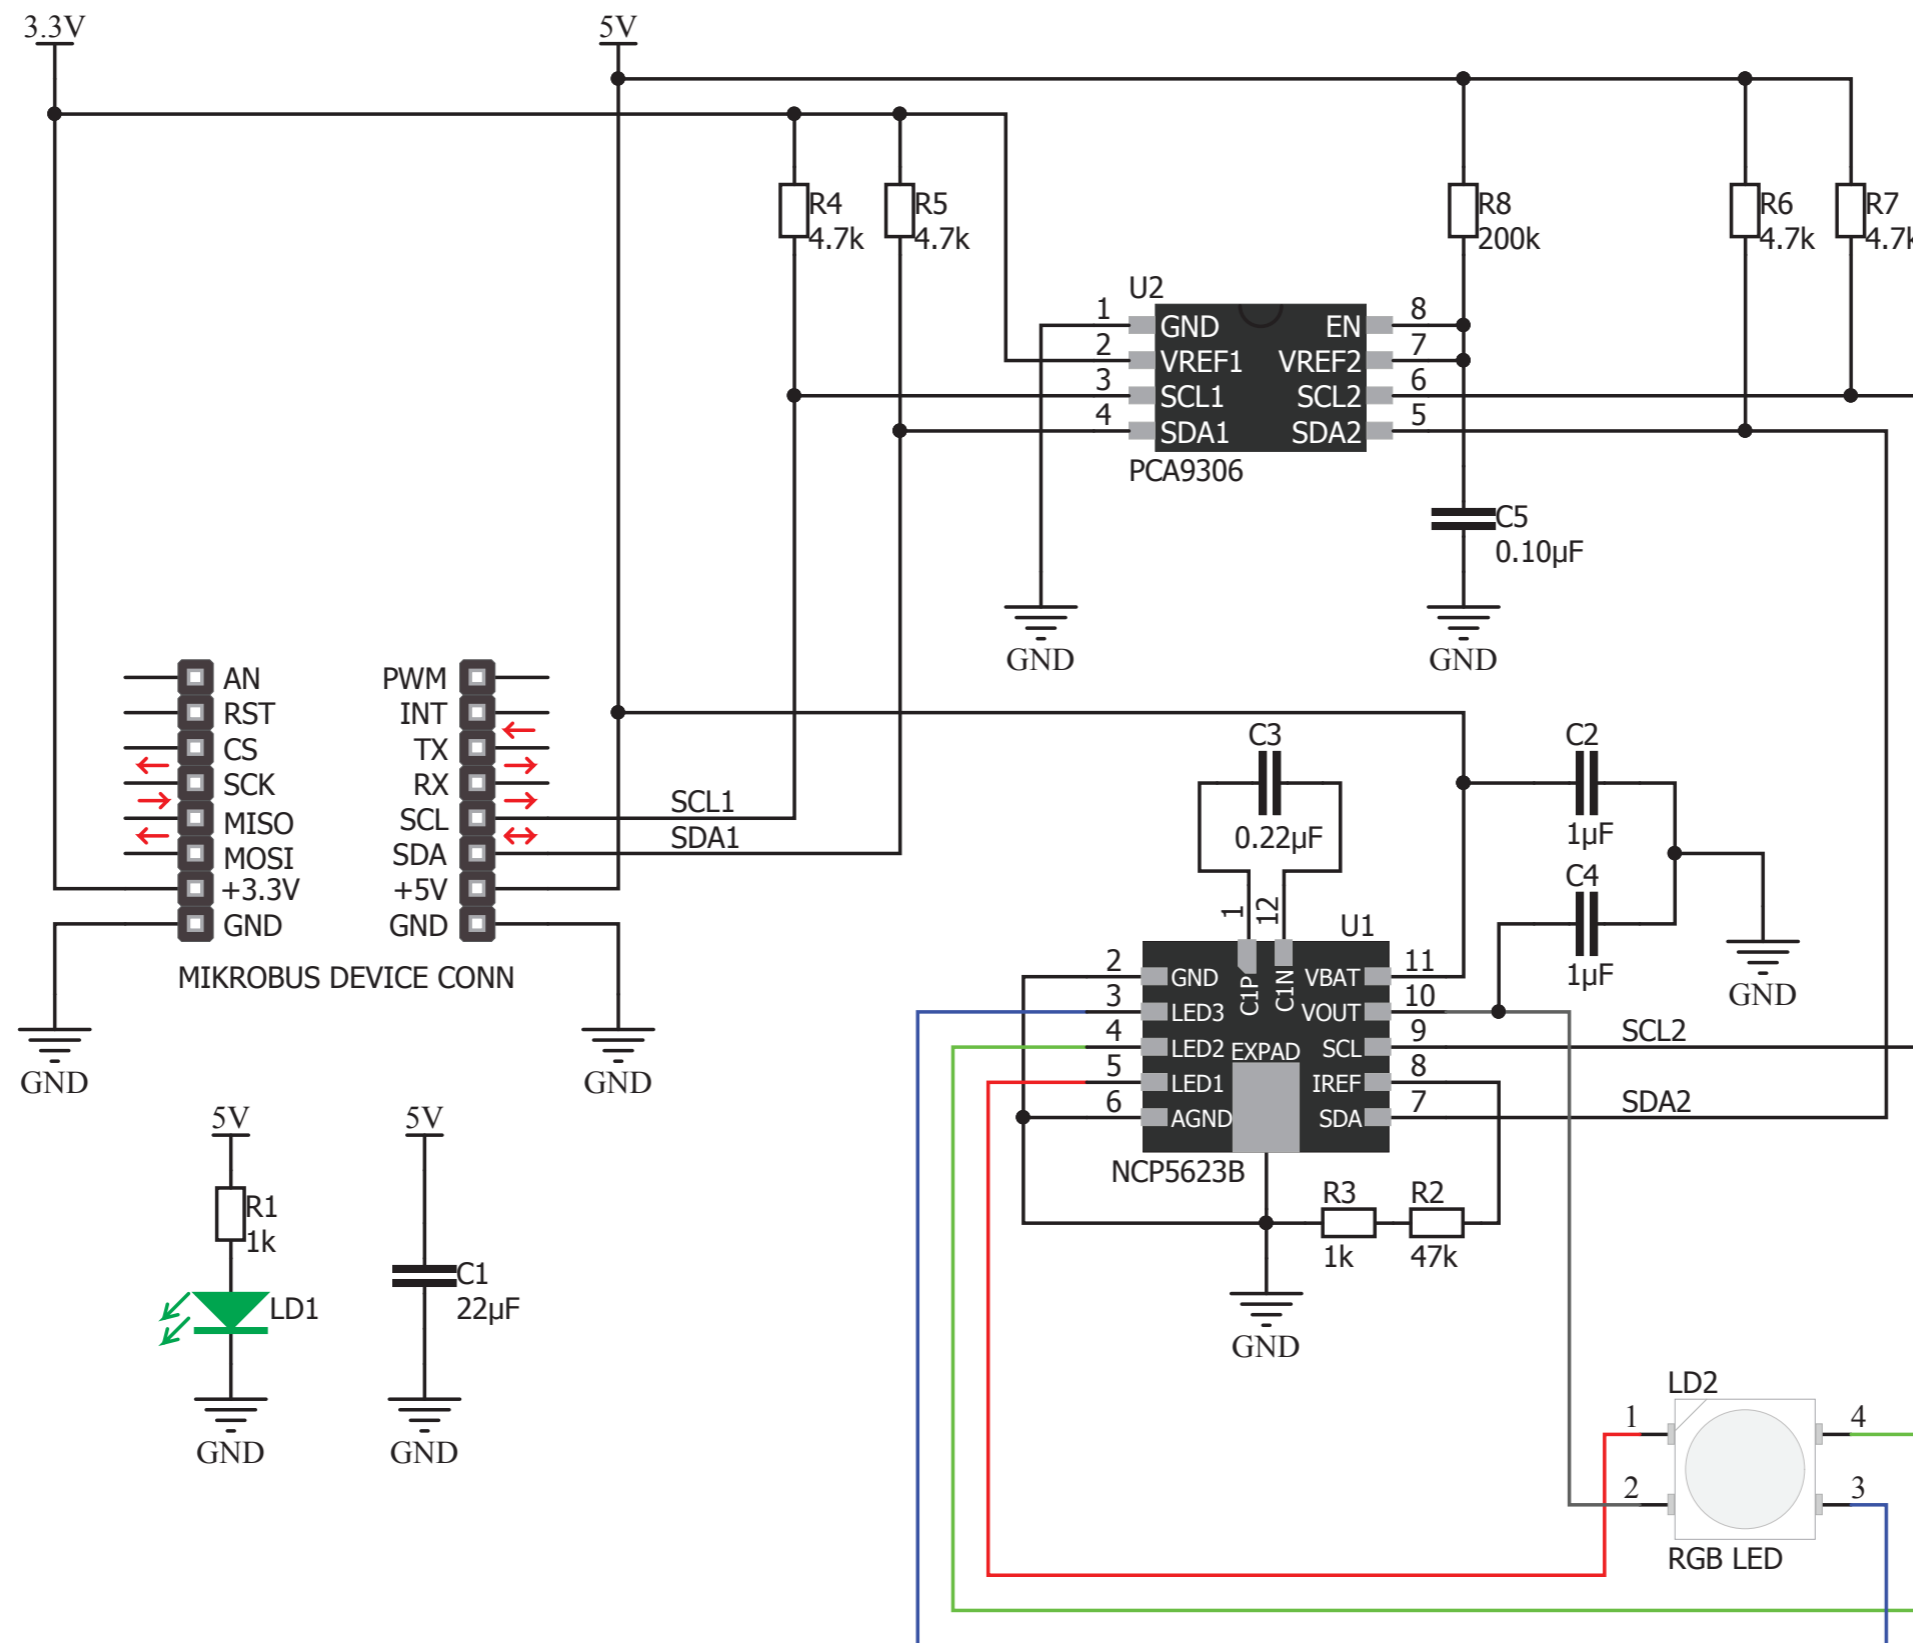 3.3V
5V
R4
4.7k
R5
4.7k
R8
200k
R6
4.7k
R7
4.7k
U2
1 GND EN 8
2 VREF1 VREF2 7
3 SCL1 SCL2 6
4 SDA1 SDA2 5
PCA9306
C5
0.10µF
GND
GND
AN PWM
RST INT
CS TX
SCK RX
MISO SCL
MOSI SDA
+3.3V +5V
GND GND
MIKROBUS DEVICE CONN
SCL1
SDA1
GND
GND
C3
0.22µF
C2
1µF
C4
1µF
GND
1 12
U1
C1P C1N
2 GND VBAT 11
3 LED3 VOUT 10
4 LED2 EXPAD SCL 9
5 LED1 IREF 8
6 AGND SDA 7
NCP5623B
SCL2
SDA2
R3
1k
R2
47k
GND
5V
R1
1k
LD1
GND
5V
C1
22µF
GND
LD2
1 4
2 3
RGB LED